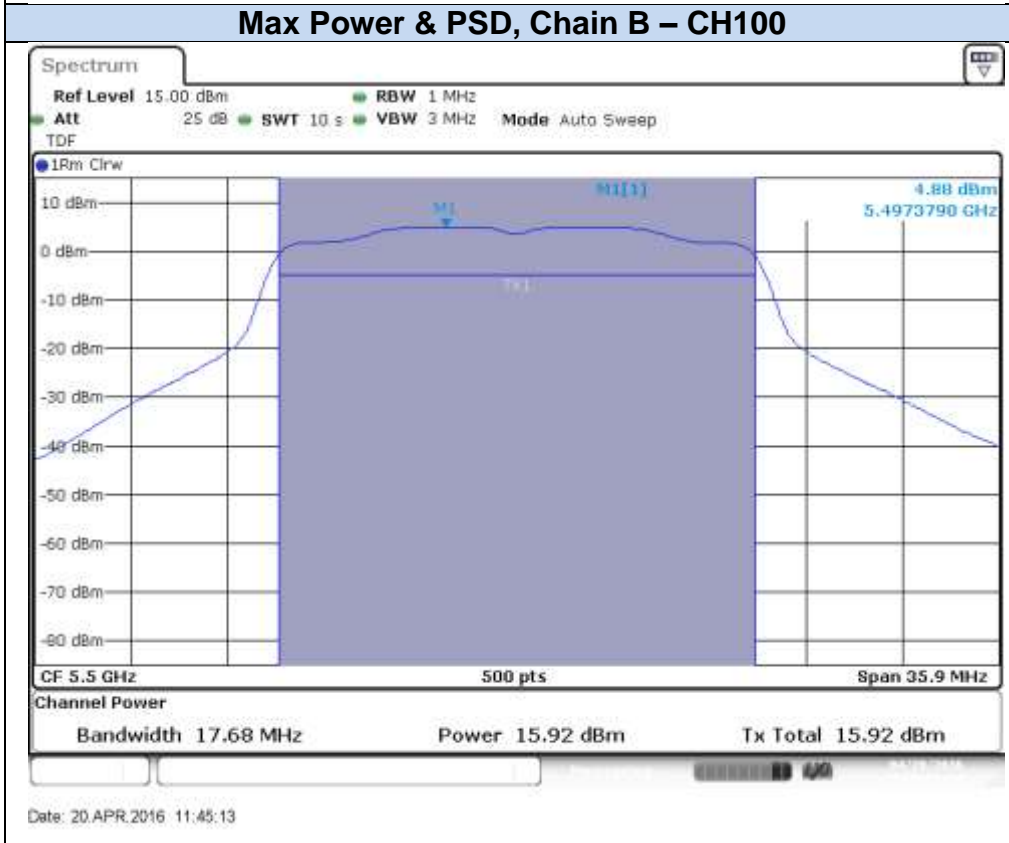 Max Power & PSD, Chain B – CH100
Spectrum
Ref Level 15.00 dBm RBW 1 MHz
Att 25 dB SWT 10 s VBW 3 MHz Mode Auto Sweep
TDF
1Rm Clrw
M1[1] 4.88 dBm
5.4973790 GHz
10 dBm
M1
0 dBm
Tx1
-10 dBm
-20 dBm
-30 dBm
-40 dBm
-50 dBm
-60 dBm
-70 dBm
-80 dBm
CF 5.5 GHz 500 pts Span 35.9 MHz
Channel Power
Bandwidth 17.68 MHz Power 15.92 dBm Tx Total 15.92 dBm
Date: 20.APR.2016 11:45:13